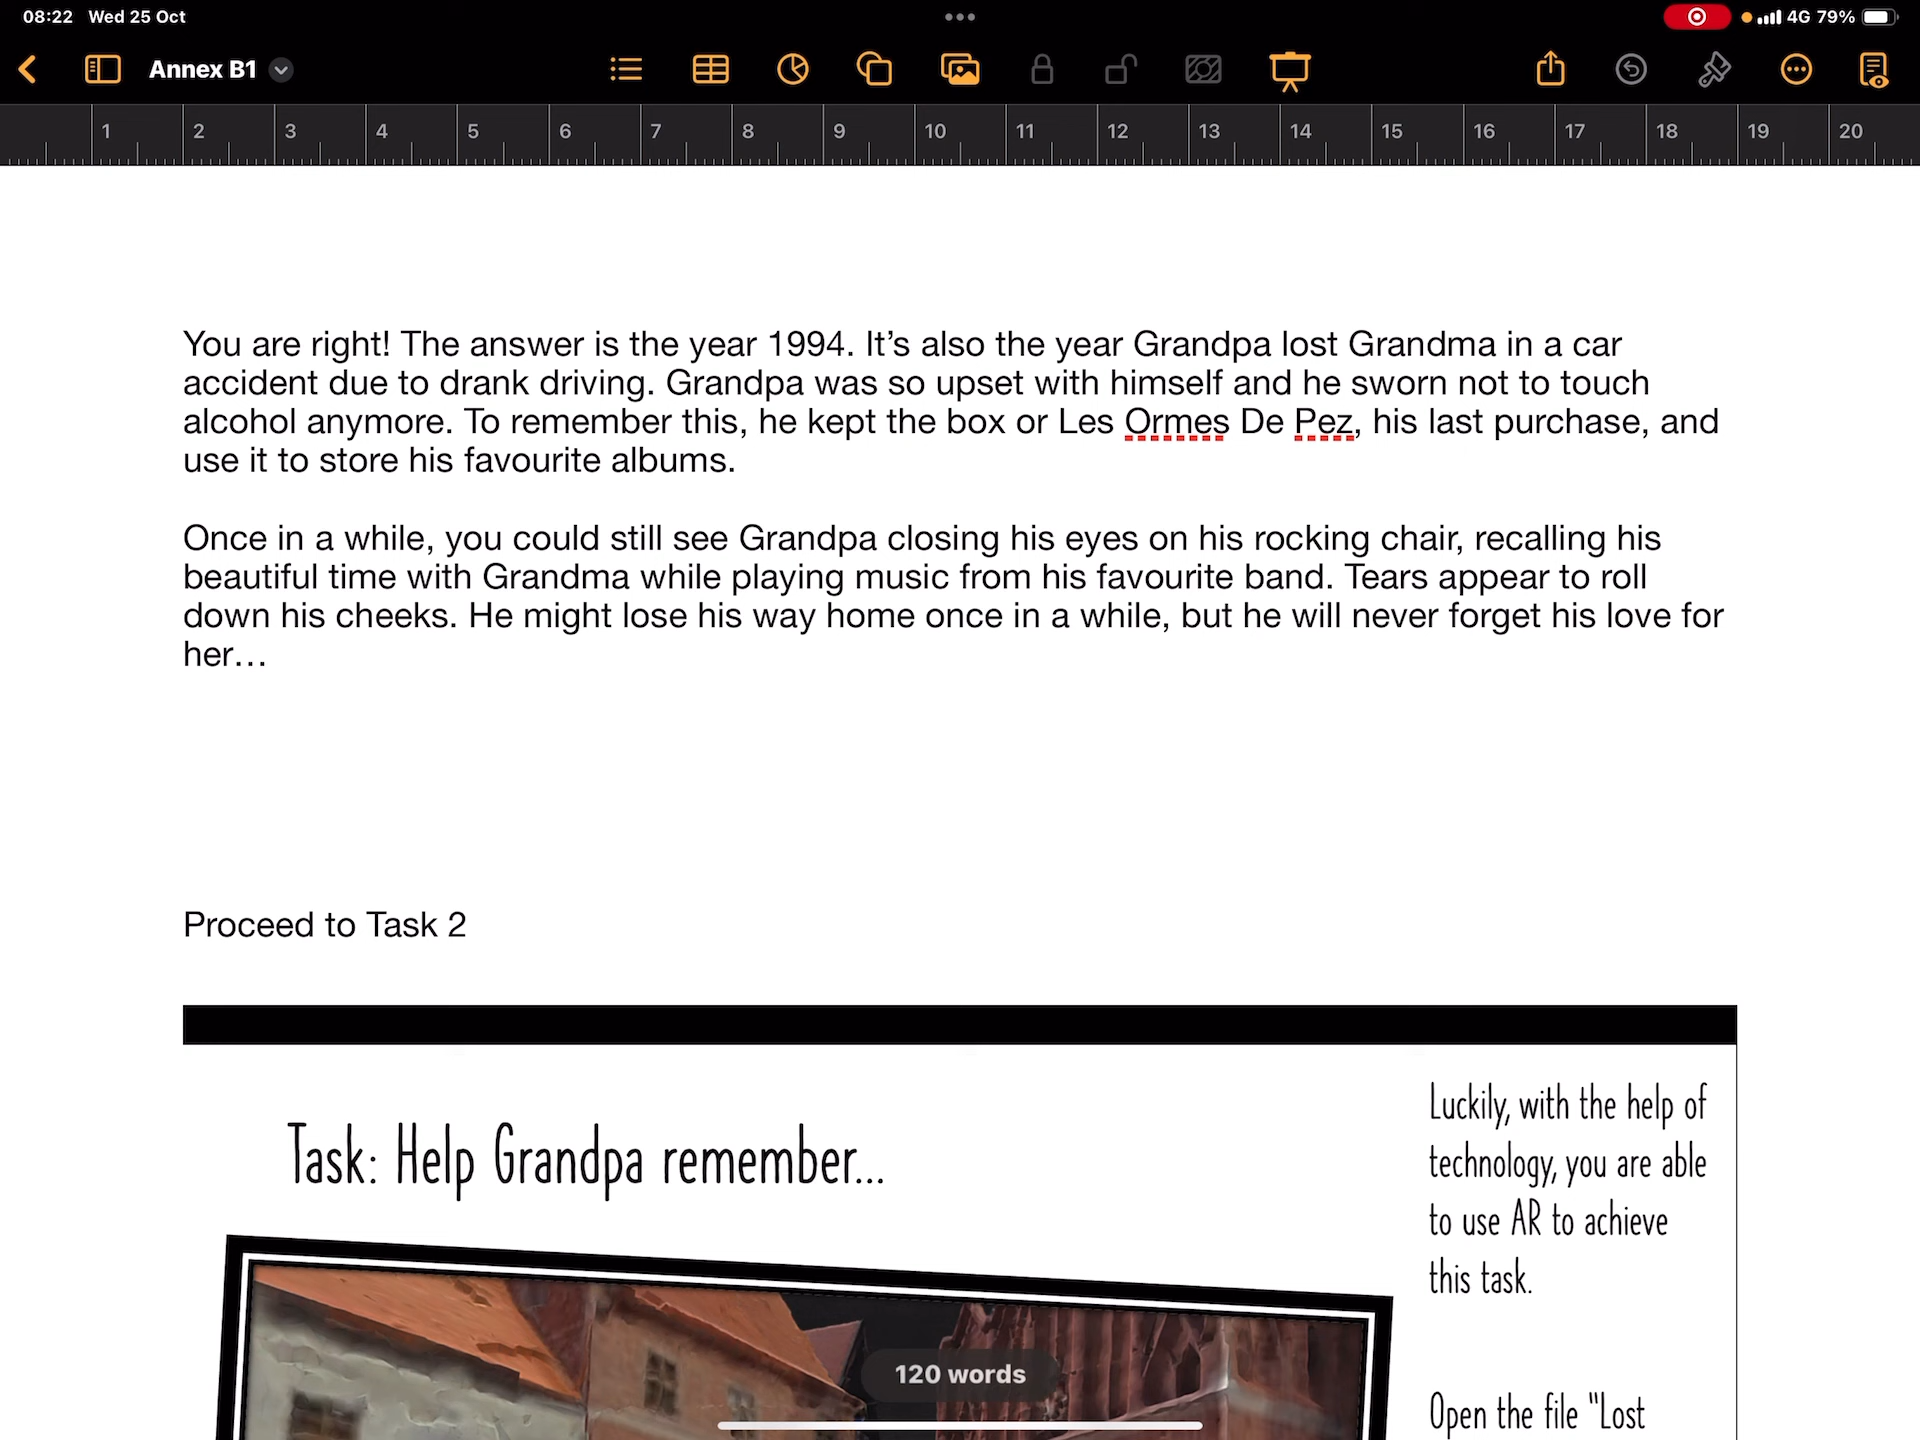 08:22 Wed 25 Oct
4G 79%
Annex B1
1 2 3 4 5 6 7 8 9 10 11 12 13 14 15 16 17 18 19 20
You are right! The answer is the year 1994. It’s also the year Grandpa lost Grandma in a car
accident due to drank driving. Grandpa was so upset with himself and he sworn not to touch
alcohol anymore. To remember this, he kept the box or Les Ormes De Pez, his last purchase, and
use it to store his favourite albums.
Once in a while, you could still see Grandpa closing his eyes on his rocking chair, recalling his
beautiful time with Grandma while playing music from his favourite band. Tears appear to roll
down his cheeks. He might lose his way home once in a while, but he will never forget his love for
her…
Proceed to Task 2
Task: Help Grandpa remember...
Luckily, with the help of
technology, you are able
to use AR to achieve
this task.
Open the file "Lost
120 words